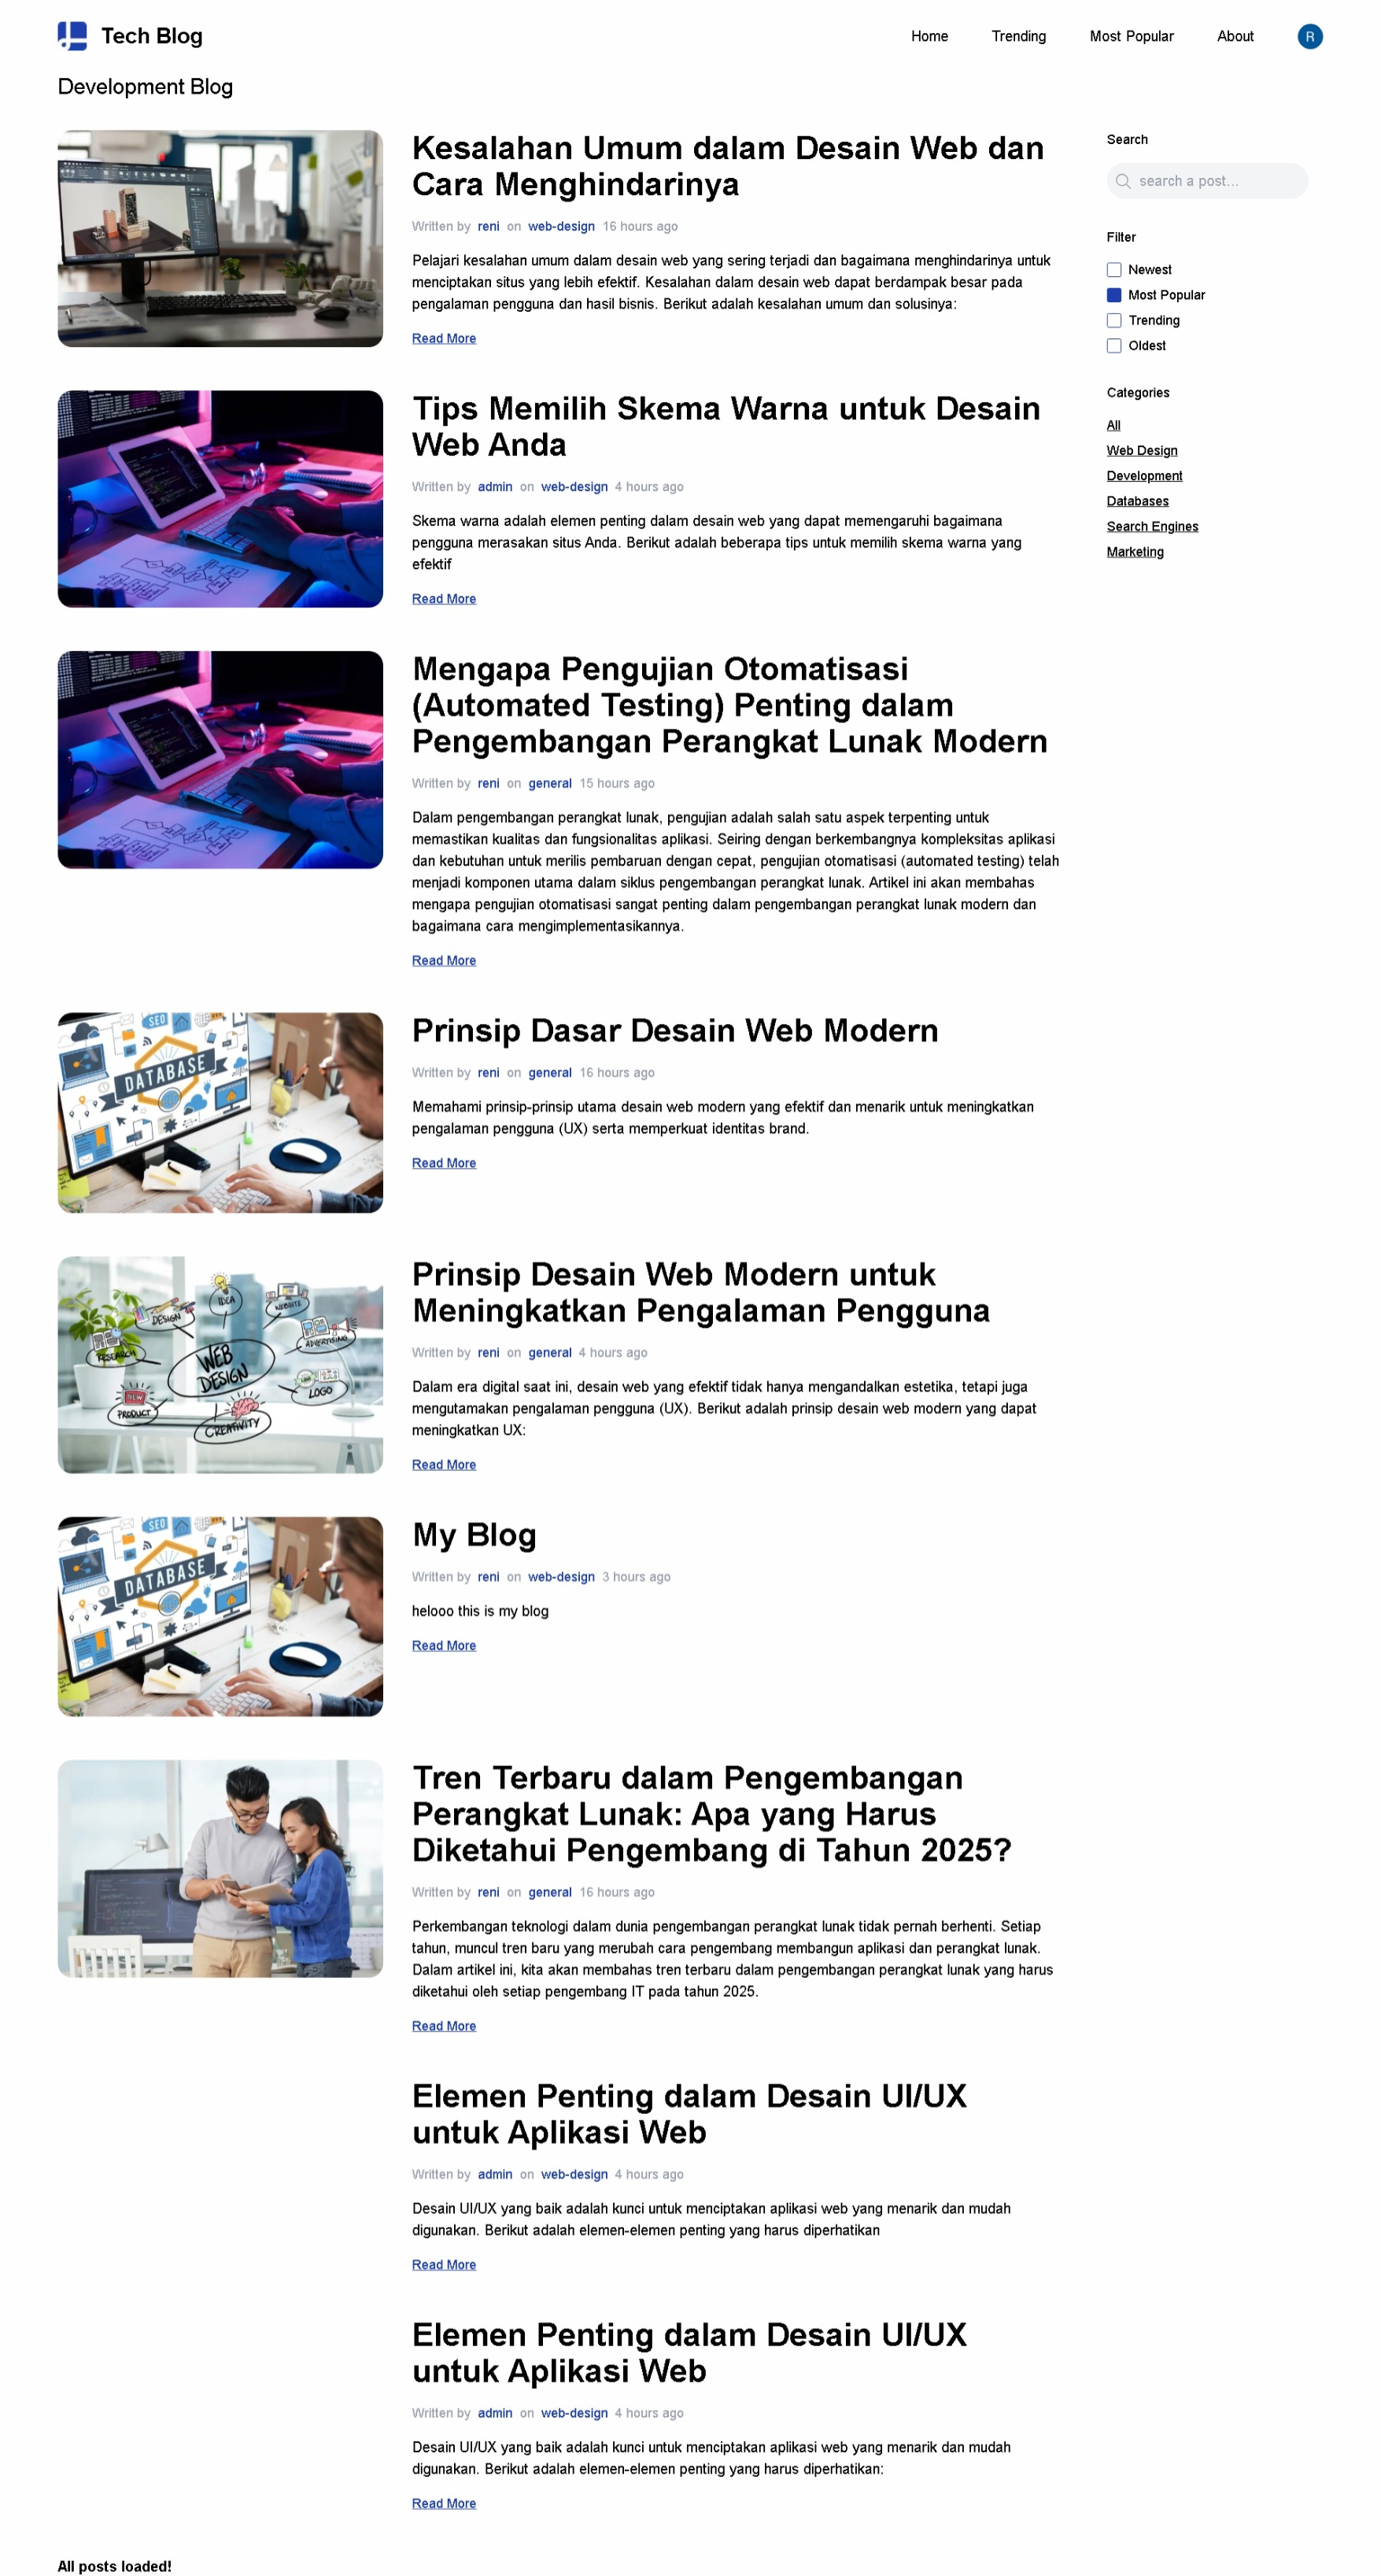 Tech Blog
Home
Trending
Most Popular
About
R
Development Blog
Kesalahan Umum dalam Desain Web dan
Cara Menghindarinya
Written by reni on web-design 16 hours ago
Pelajari kesalahan umum dalam desain web yang sering terjadi dan bagaimana menghindarinya untuk
menciptakan situs yang lebih efektif. Kesalahan dalam desain web dapat berdampak besar pada
pengalaman pengguna dan hasil bisnis. Berikut adalah kesalahan umum dan solusinya:
Read More
Search
search a post...
Filter
Newest
Most Popular
Trending
Oldest
Categories
All
Web Design
Development
Databases
Search Engines
Marketing
Tips Memilih Skema Warna untuk Desain
Web Anda
Written by admin on web-design 4 hours ago
Skema warna adalah elemen penting dalam desain web yang dapat memengaruhi bagaimana
pengguna merasakan situs Anda. Berikut adalah beberapa tips untuk memilih skema warna yang
efektif
Read More
Mengapa Pengujian Otomatisasi
(Automated Testing) Penting dalam
Pengembangan Perangkat Lunak Modern
Written by reni on general 15 hours ago
Dalam pengembangan perangkat lunak, pengujian adalah salah satu aspek terpenting untuk
memastikan kualitas dan fungsionalitas aplikasi. Seiring dengan berkembangnya kompleksitas aplikasi
dan kebutuhan untuk merilis pembaruan dengan cepat, pengujian otomatisasi (automated testing) telah
menjadi komponen utama dalam siklus pengembangan perangkat lunak. Artikel ini akan membahas
mengapa pengujian otomatisasi sangat penting dalam pengembangan perangkat lunak modern dan
bagaimana cara mengimplementasikannya.
Read More
SEO
DATABASE
Prinsip Dasar Desain Web Modern
Written by reni on general 16 hours ago
Memahami prinsip-prinsip utama desain web modern yang efektif dan menarik untuk meningkatkan
pengalaman pengguna (UX) serta memperkuat identitas brand.
Read More
IDEA
WEBSITE
DESIGN
ADVERTISING
RESEARCH
WEB
DESIGN
LOGO
PRODUCT
CREATIVITY
Prinsip Desain Web Modern untuk
Meningkatkan Pengalaman Pengguna
Written by reni on general 4 hours ago
Dalam era digital saat ini, desain web yang efektif tidak hanya mengandalkan estetika, tetapi juga
mengutamakan pengalaman pengguna (UX). Berikut adalah prinsip desain web modern yang dapat
meningkatkan UX:
Read More
SEO
DATABASE
My Blog
Written by reni on web-design 3 hours ago
helooo this is my blog
Read More
Tren Terbaru dalam Pengembangan
Perangkat Lunak: Apa yang Harus
Diketahui Pengembang di Tahun 2025?
Written by reni on general 16 hours ago
Perkembangan teknologi dalam dunia pengembangan perangkat lunak tidak pernah berhenti. Setiap
tahun, muncul tren baru yang merubah cara pengembang membangun aplikasi dan perangkat lunak.
Dalam artikel ini, kita akan membahas tren terbaru dalam pengembangan perangkat lunak yang harus
diketahui oleh setiap pengembang IT pada tahun 2025.
Read More
Elemen Penting dalam Desain UI/UX
untuk Aplikasi Web
Written by admin on web-design 4 hours ago
Desain UI/UX yang baik adalah kunci untuk menciptakan aplikasi web yang menarik dan mudah
digunakan. Berikut adalah elemen-elemen penting yang harus diperhatikan
Read More
Elemen Penting dalam Desain UI/UX
untuk Aplikasi Web
Written by admin on web-design 4 hours ago
Desain UI/UX yang baik adalah kunci untuk menciptakan aplikasi web yang menarik dan mudah
digunakan. Berikut adalah elemen-elemen penting yang harus diperhatikan:
Read More
All posts loaded!